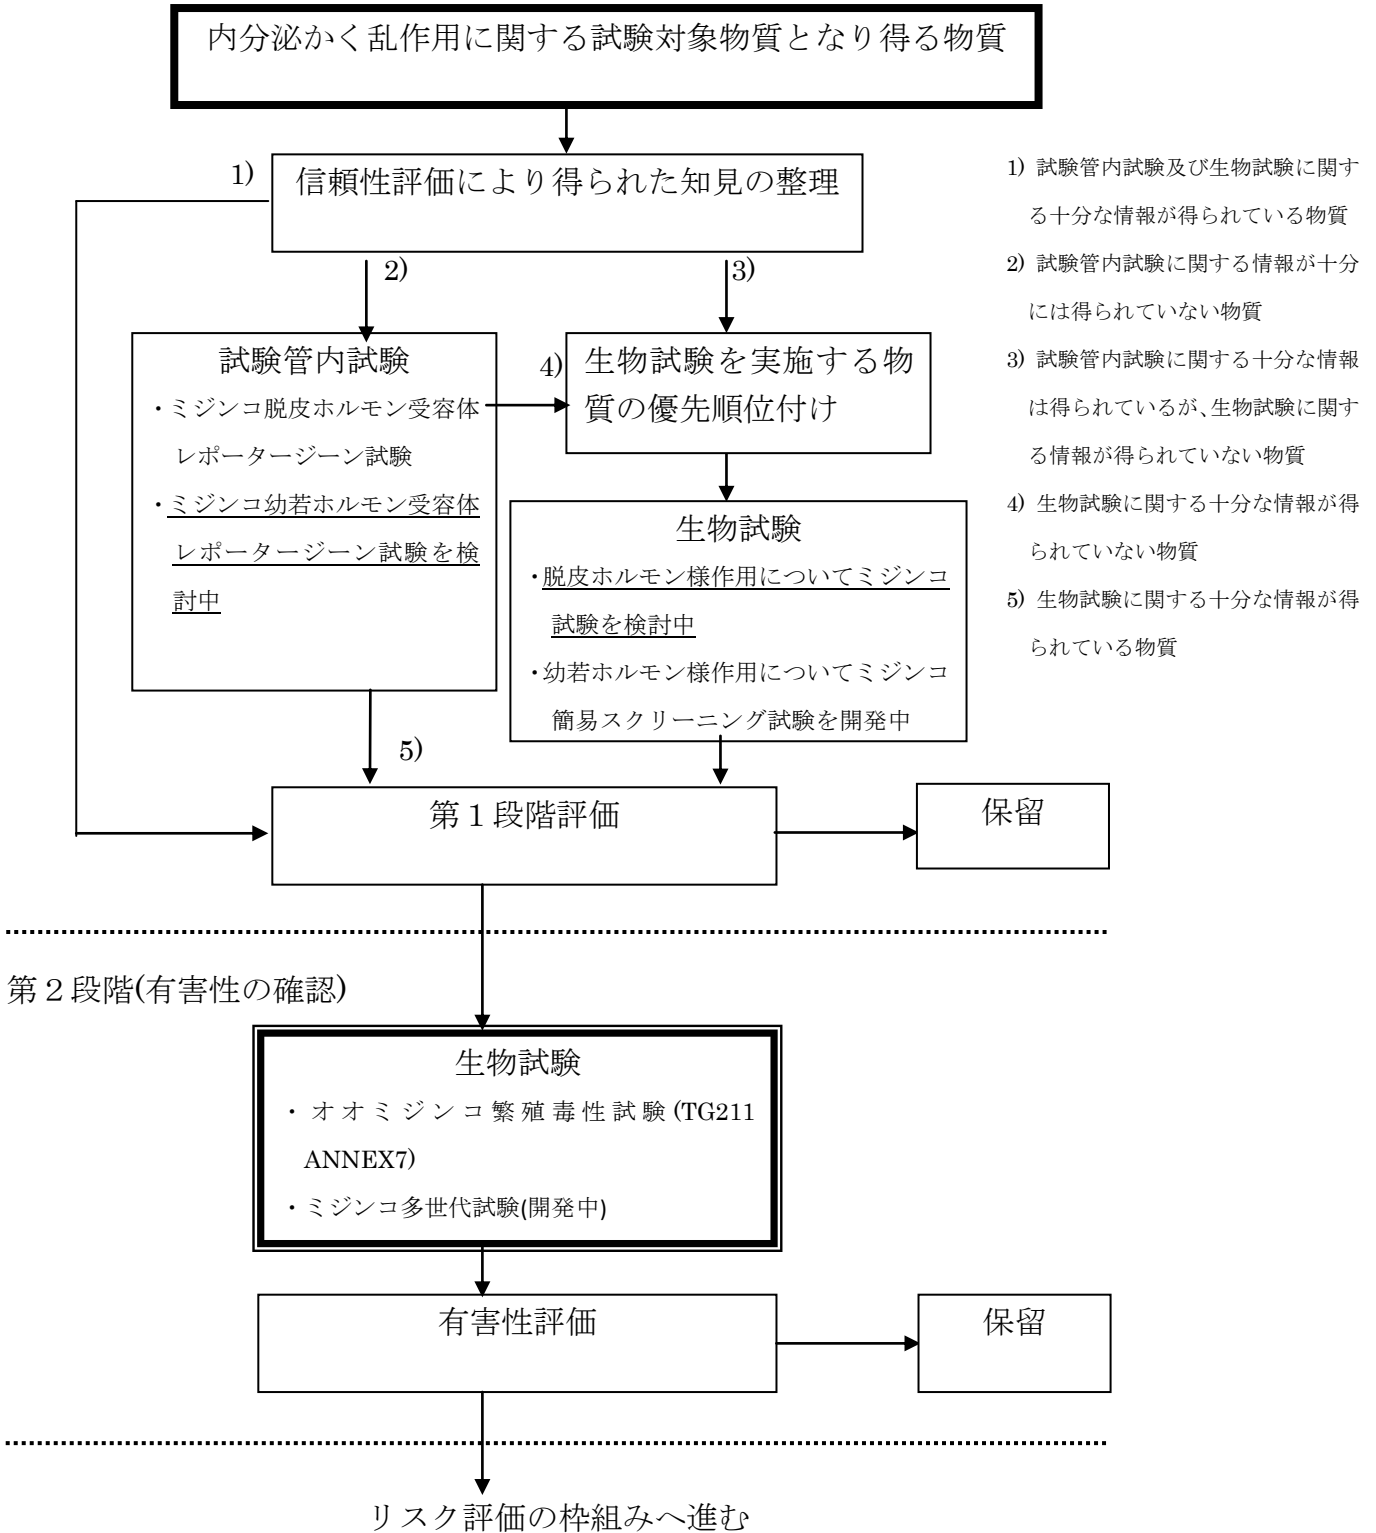 内分泌かく乱作用に関する試験対象物質となり得る物質
1)
信頼性評価により得られた知見の整理
2)
3)
試験管内試験
・ミジンコ脱皮ホルモン受容体
レポータージーン試験
・ミジンコ幼若ホルモン受容体
レポータージーン試験を検
討中
4)
生物試験を実施する物
質の優先順位付け
生物試験
・脱皮ホルモン様作用についてミジンコ
試験を検討中
・幼若ホルモン様作用についてミジンコ
簡易スクリーニング試験を開発中
5)
第１段階評価
保留
1) 試験管内試験及び生物試験に関す
る十分な情報が得られている物質
2) 試験管内試験に関する情報が十分
には得られていない物質
3) 試験管内試験に関する十分な情報
は得られているが、生物試験に関す
る情報が得られていない物質
4) 生物試験に関する十分な情報が得
られていない物質
5) 生物試験に関する十分な情報が得
られている物質
第２段階(有害性の確認)
生物試験
・オオミジンコ繁殖毒性試験(TG211
ANNEX7)
・ミジンコ多世代試験(開発中)
有害性評価
保留
リスク評価の枠組みへ進む